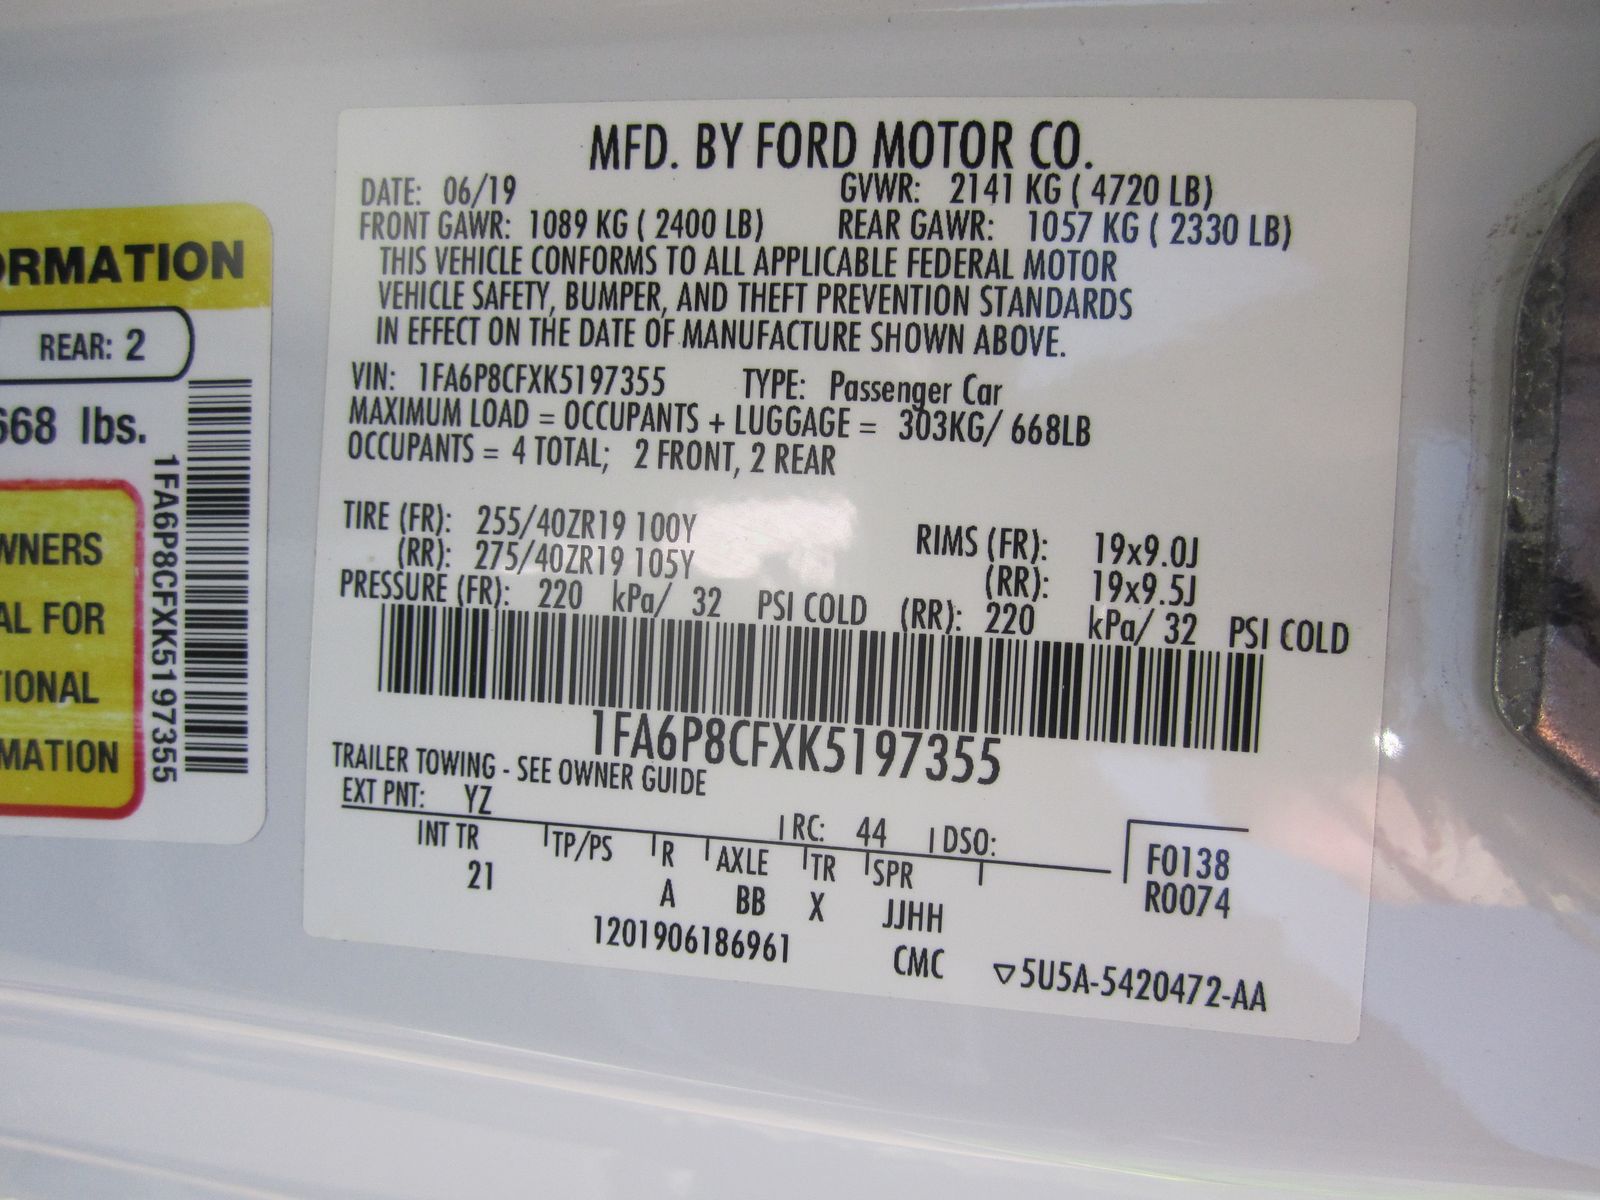 MFD. BY FORD MOTOR CO.
DATE: 06/19 GVWR: 2141 KG ( 4720 LB)
FRONT GAWR: 1089 KG ( 2400 LB) REAR GAWR: 1057 KG ( 2330 LB)
THIS VEHICLE CONFORMS TO ALL APPLICABLE FEDERAL MOTOR
VEHICLE SAFETY, BUMPER, AND THEFT PREVENTION STANDARDS
IN EFFECT ON THE DATE OF MANUFACTURE SHOWN ABOVE.
VIN: 1FA6P8CFXK5197355 TYPE: Passenger Car
MAXIMUM LOAD = OCCUPANTS + LUGGAGE = 303KG/ 668LB
OCCUPANTS = 4 TOTAL; 2 FRONT, 2 REAR
TIRE (FR): 255/40ZR19 100Y RIMS (FR): 19x9.0J
(RR): 275/40ZR19 105Y (RR): 19x9.5J
PRESSURE (FR): 220 kPa/ 32 PSI COLD (RR): 220 kPa/ 32 PSI COLD
1FA6P8CFXK5197355
TRAILER TOWING - SEE OWNER GUIDE
EXT PNT: YZ RC: 44 DSO:
INT TR TP/PS R AXLE TR SPR
21 A BB X JJHH
F0138
R0074
1201906186961 CMC ▽5U5A-5420472-AA
ORMATION
REAR: 2
668 lbs.
WNERS
AL FOR
TIONAL
MATION
1FA6P8CFXK5197355